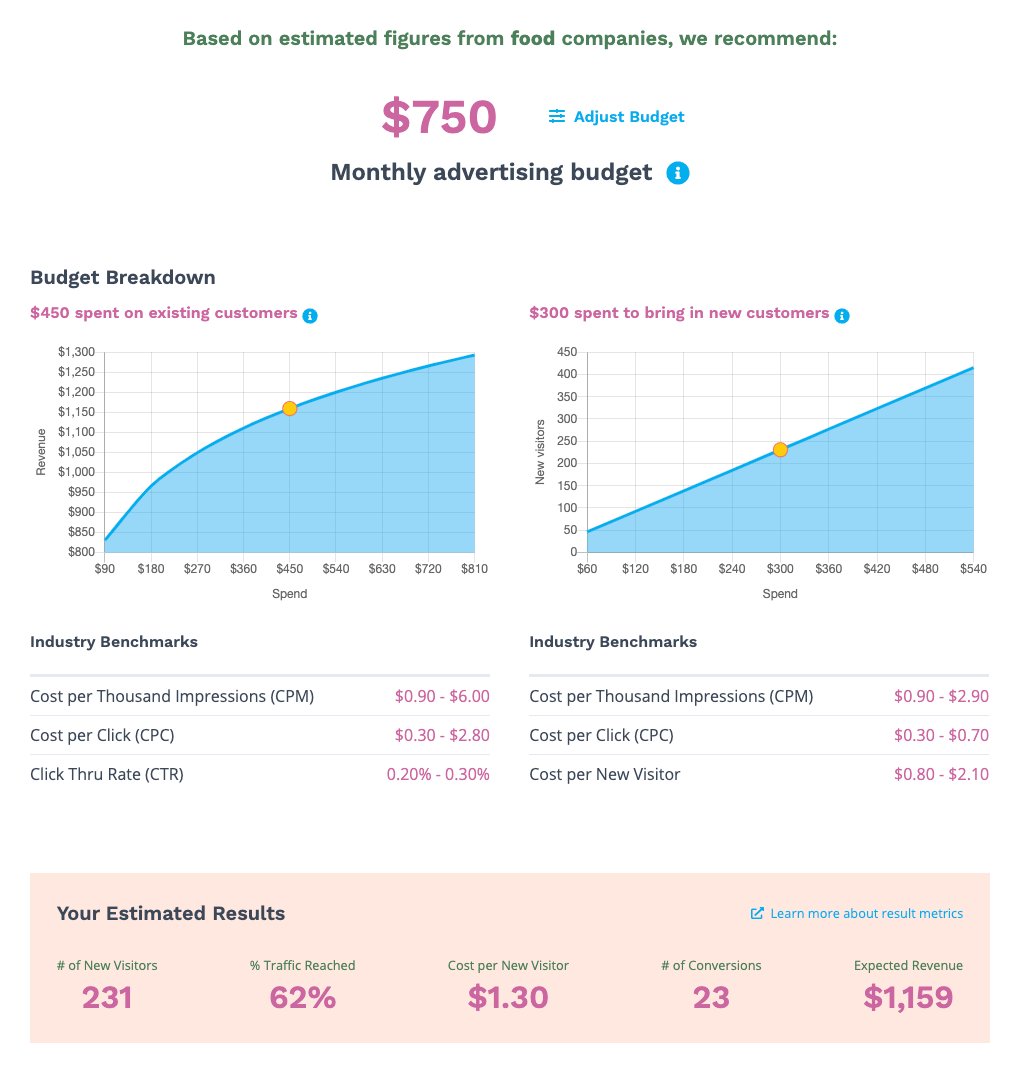 Based on estimated figures from food companies, we recommend:
$750
Adjust Budget
Monthly advertising budget
Budget Breakdown
$450 spent on existing customers
$1,300
$1,250
$1,200
$1,150
$1,100
$1,050
$1,000
$950
$900
$850
$800
Revenue
$90 $180 $270 $360 $450 $540 $630 $720 $810
Spend
$300 spent to bring in new customers
450
400
350
300
250
200
150
100
50
0
New visitors
$60 $120 $180 $240 $300 $360 $420 $480 $540
Spend
Industry Benchmarks
Cost per Thousand Impressions (CPM) $0.90 - $6.00
Cost per Click (CPC) $0.30 - $2.80
Click Thru Rate (CTR) 0.20% - 0.30%
Industry Benchmarks
Cost per Thousand Impressions (CPM) $0.90 - $2.90
Cost per Click (CPC) $0.30 - $0.70
Cost per New Visitor $0.80 - $2.10
Your Estimated Results
Learn more about result metrics
# of New Visitors % Traffic Reached Cost per New Visitor # of Conversions Expected Revenue
231 62% $1.30 23 $1,159